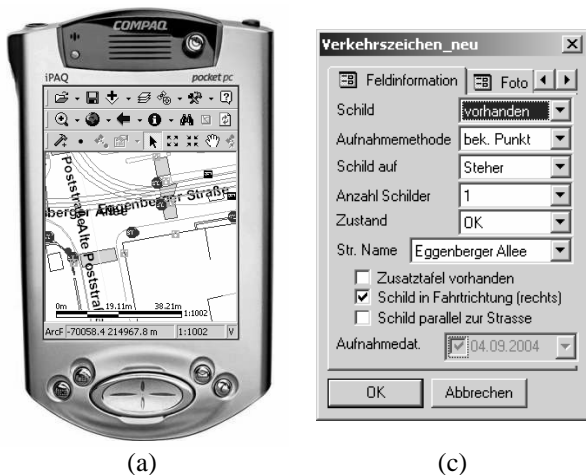 COMPAQ
iPAQ
pocket pc
Poststraße
Alte Poststraß
Eggenberger Straße
berger Allee
0m 19.11m 38.21m 1:1002
ArcF -70058.4 214967.8 m 1:1002 V
(a)
Verkehrszeichen_neu
Feldinformation Foto
Schild vorhanden
Aufnahmemethode bek. Punkt
Schild auf Steher
Anzahl Schilder 1
Zustand OK
Str. Name Eggenberger Allee
Zusatztafel vorhanden
Schild in Fahrtrichtung (rechts)
Schild parallel zur Strasse
Aufnahmedat. 04.09.2004
OK Abbrechen
(c)